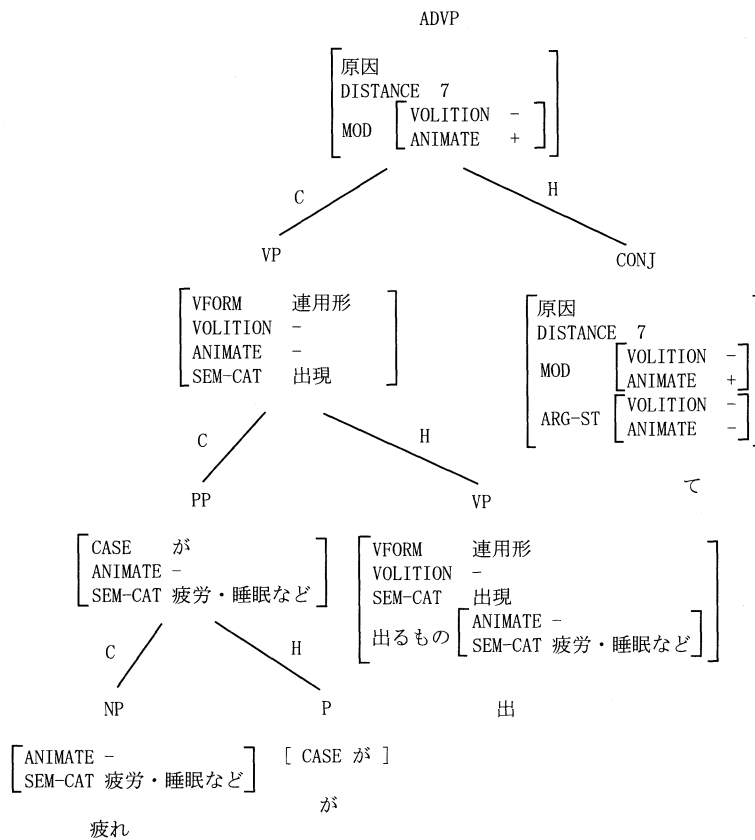 ADVP
原因
DISTANCE 7
MOD VOLITION -
ANIMATE +
C H
VP CONJ
VFORM 連用形
VOLITION -
ANIMATE -
SEM-CAT 出現
原因
DISTANCE 7
MOD VOLITION -
ANIMATE +
ARG-ST VOLITION -
ANIMATE -
て
C H
PP VP
CASE が
ANIMATE -
SEM-CAT 疲労・睡眠など
VFORM 連用形
VOLITION -
SEM-CAT 出現
出るもの ANIMATE -
SEM-CAT 疲労・睡眠など
出
C H
NP P
ANIMATE -
SEM-CAT 疲労・睡眠など
[ CASE が ]
が
疲れ